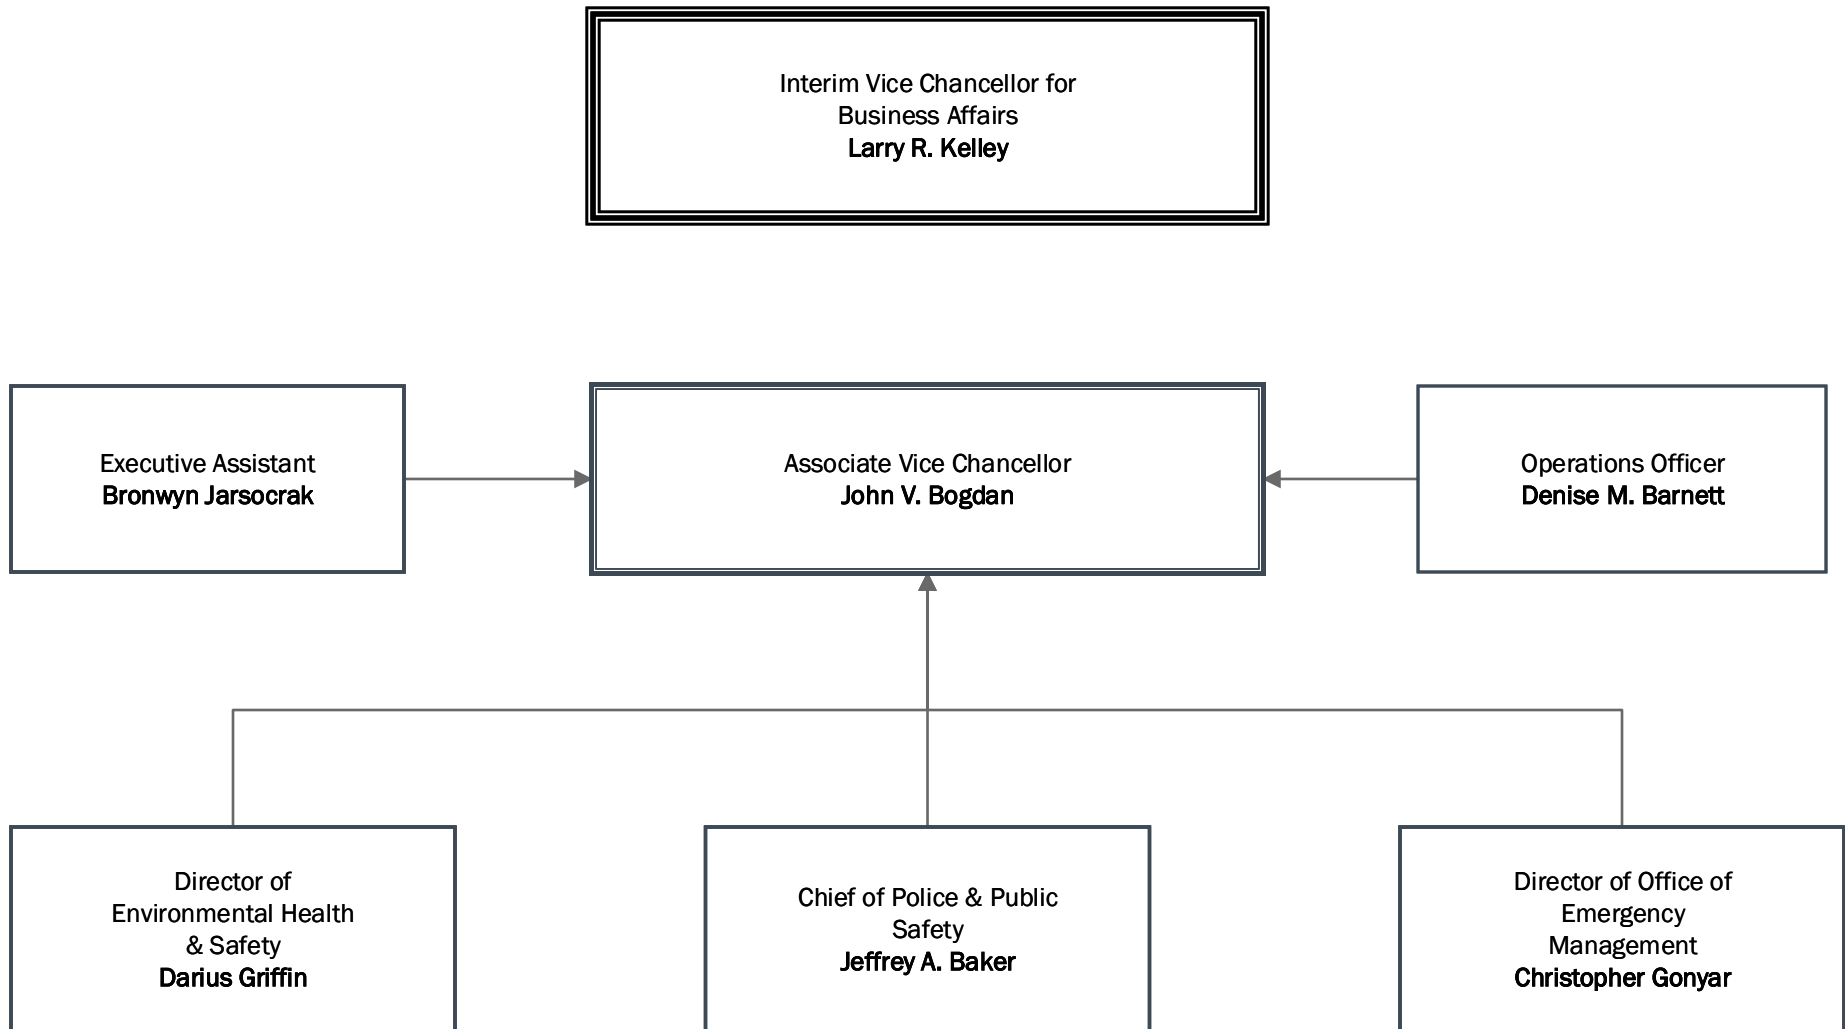 Interim Vice Chancellor for
Business Affairs
Larry R. Kelley
Executive Assistant
Bronwyn Jarsocrak
Associate Vice Chancellor
John V. Bogdan
Operations Officer
Denise M. Barnett
Director of
Environmental Health
& Safety
Darius Griffin
Chief of Police & Public
Safety
Jeffrey A. Baker
Director of Office of
Emergency
Management
Christopher Gonyar